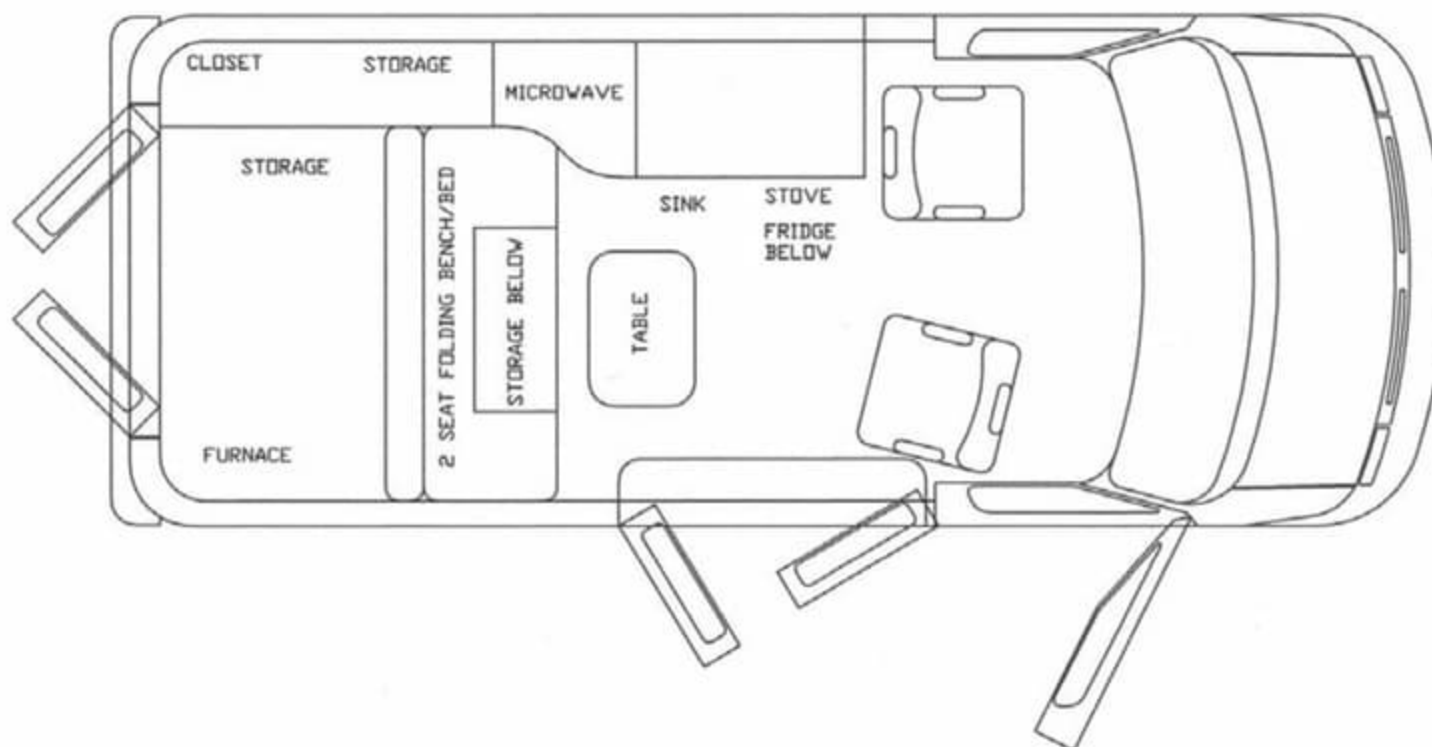 CLOSET
STORAGE
MICROWAVE
STORAGE
2 SEAT FOLDING BENCH/BED
STORAGE BELOW
TABLE
SINK
STOVE
FRIDGE
BELOW
FURNACE